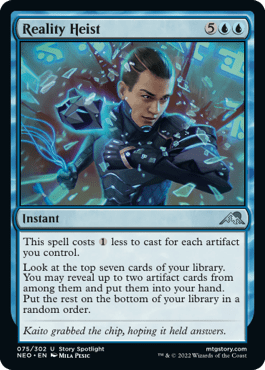 Reality Heist 5
Instant
This spell costs 1 less to cast for each artifact
you control.
Look at the top seven cards of your library.
You may reveal up to two artifact cards from
among them and put them into your hand.
Put the rest on the bottom of your library in a
random order.
Kaito grabbed the chip, hoping it held answers.
075/302 U Story Spotlight
NEO • EN Mila Pesic
mtgstory.com
™ & © 2022 Wizards of the Coast